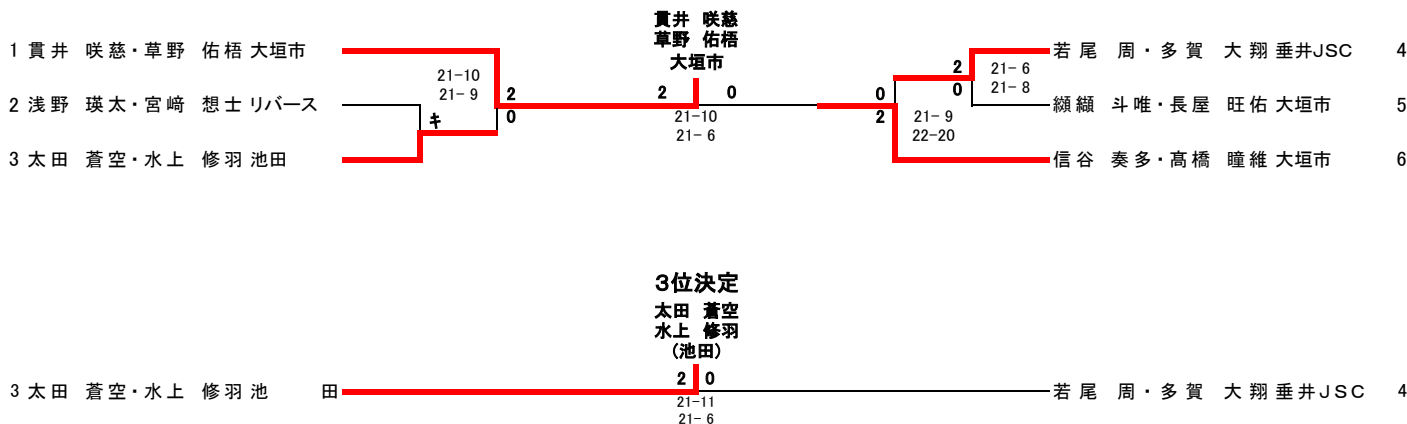 貫井 咲慈
草野 佑梧
大垣市
1 貫井 咲慈・草野 佑梧 大垣市
若尾 周・多賀 大翔 垂井JSC 4
21-10
21- 9
2
0
2 0
21-10
21- 6
0
2
2
0
21- 6
21- 8
21- 9
22-20
2 浅野 瑛太・宮﨑 想士 リバース
キ
纐纈 斗唯・長屋 旺佑 大垣市 5
3 太田 蒼空・水上 修羽 池田
信谷 奏多・髙橋 瞳維 大垣市 6
3位決定
太田 蒼空
水上 修羽
(池田)
3 太田 蒼空・水上 修羽 池 田
2 0
21-11
21- 6
若尾 周・多賀 大翔 垂井JSC 4